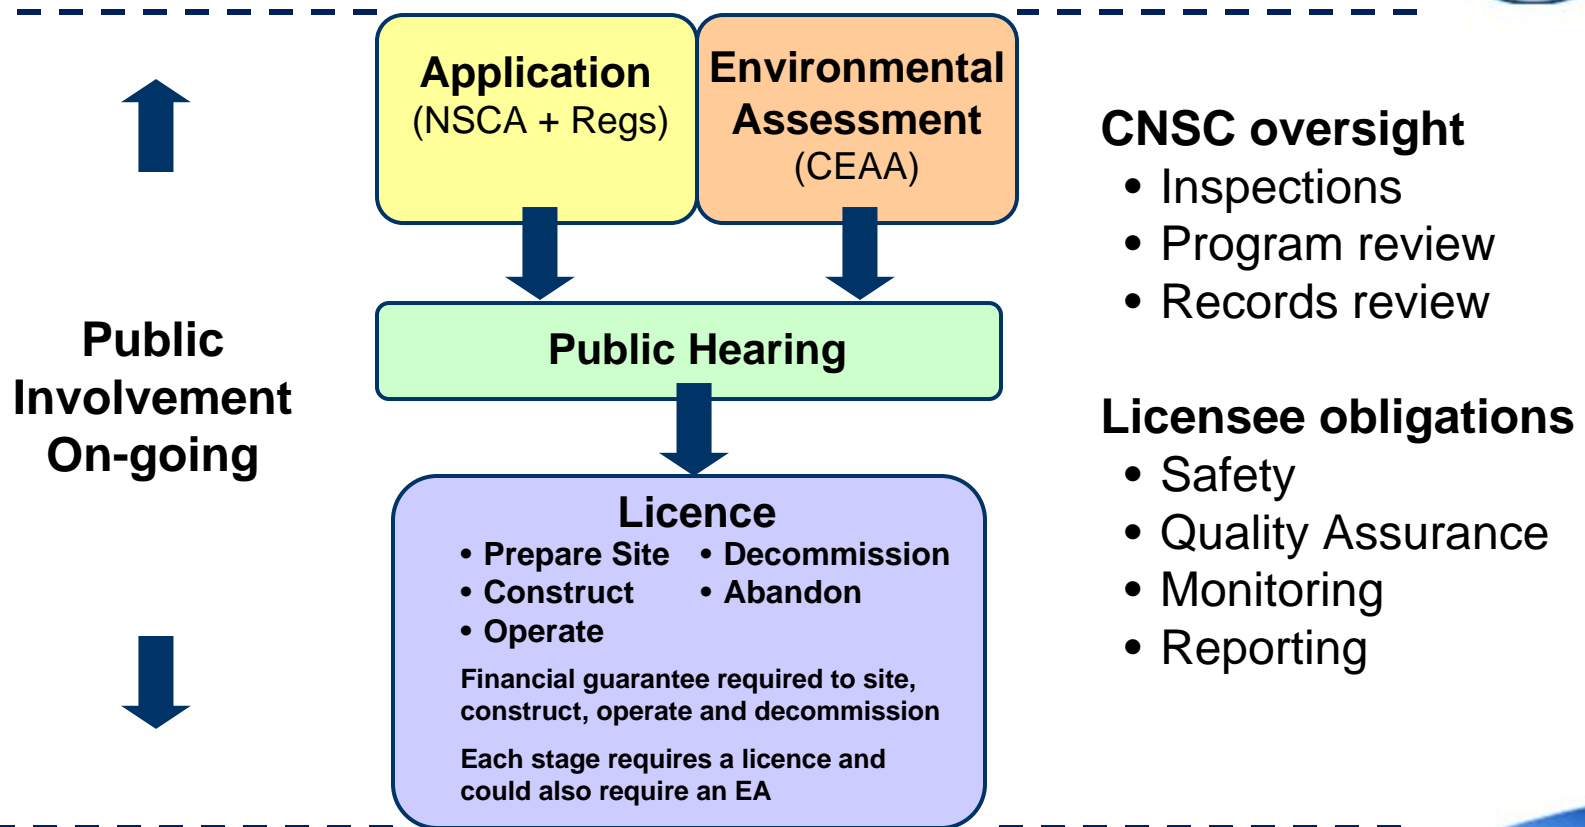 Application
(NSCA + Regs)
Environmental
Assessment
(CEAA)
Public Hearing
Public
Involvement
On-going
Licence
• Prepare Site • Decommission
• Construct • Abandon
• Operate
Financial guarantee required to site,
construct, operate and decommission
Each stage requires a licence and
could also require an EA
CNSC oversight
• Inspections
• Program review
• Records review
Licensee obligations
• Safety
• Quality Assurance
• Monitoring
• Reporting